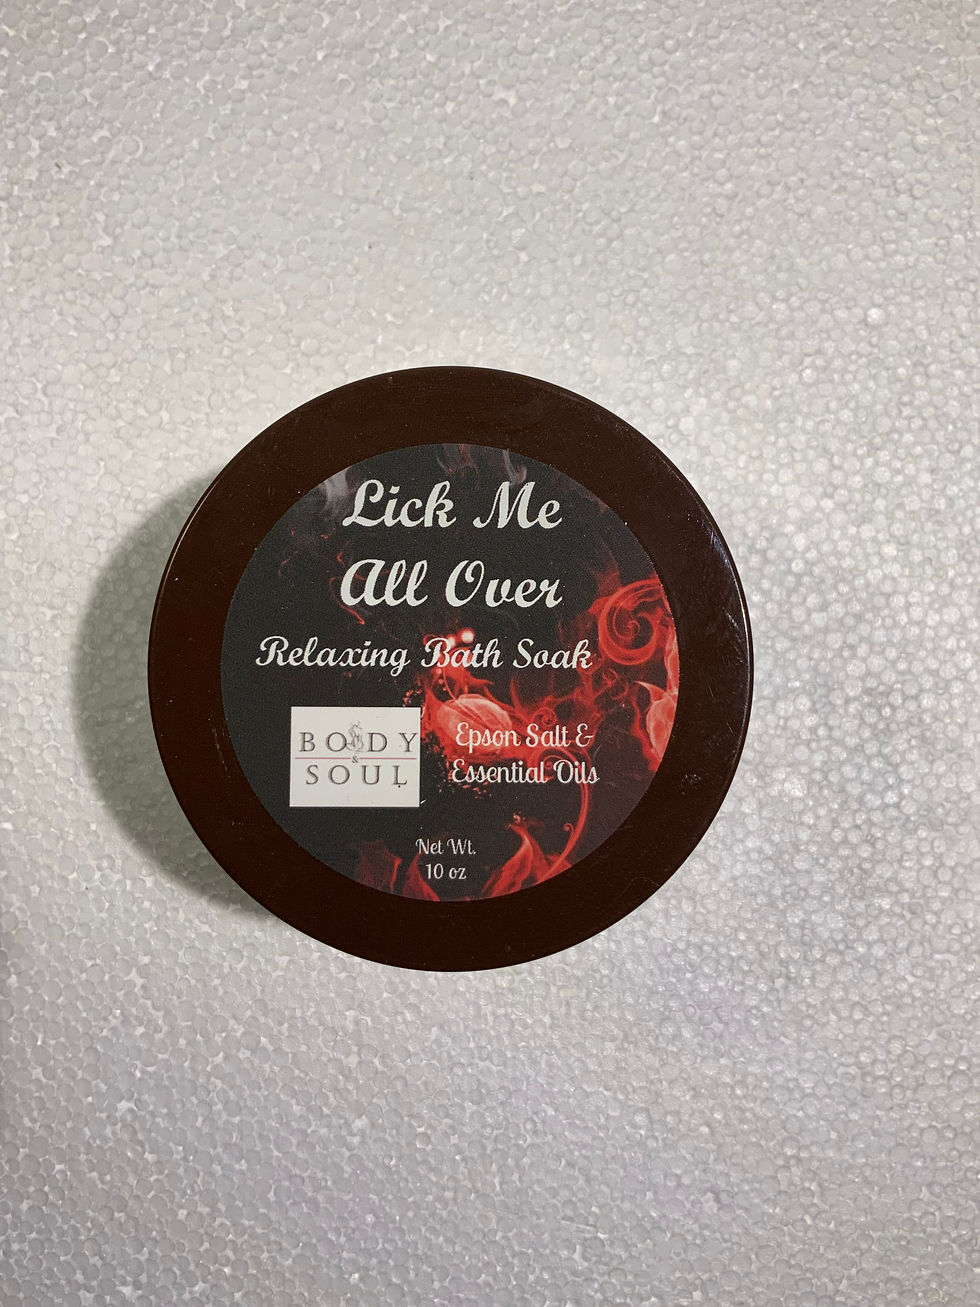 Lick Me
All Over
Relaxing Bath Soak
BODY
&
SOUL
Epson Salt &
Essential Oils
Net Wt.
10 oz